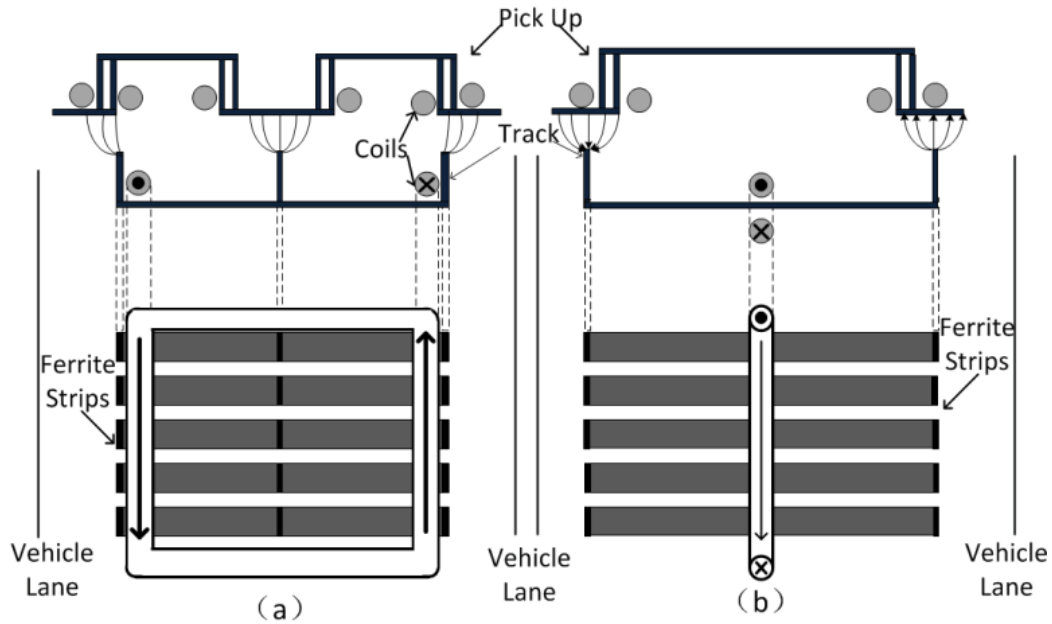 Pick Up
Coils
Track
Ferrite
Strips
Ferrite
Strips
Vehicle
Lane
Vehicle
Lane
Vehicle
Lane
（a）
（b）